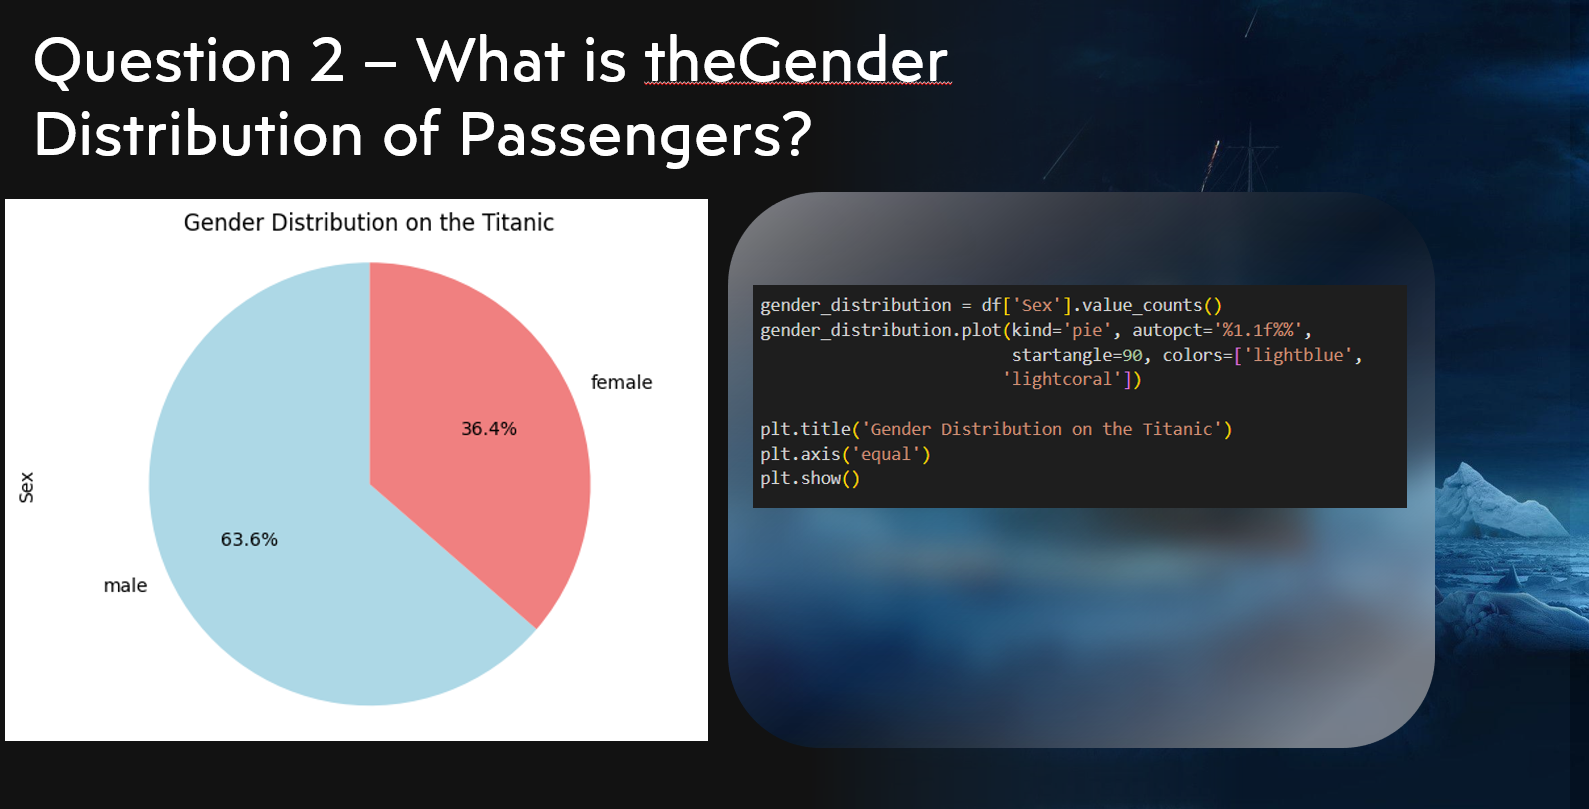 Question 2 – What is theGender
Distribution of Passengers?
Gender Distribution on the Titanic
female
36.4%
Sex
63.6%
male
gender_distribution = df['Sex'].value_counts()
gender_distribution.plot(kind='pie', autopct='%1.1f%%',
startangle=90, colors=['lightblue',
'lightcoral'])
plt.title('Gender Distribution on the Titanic')
plt.axis('equal')
plt.show()